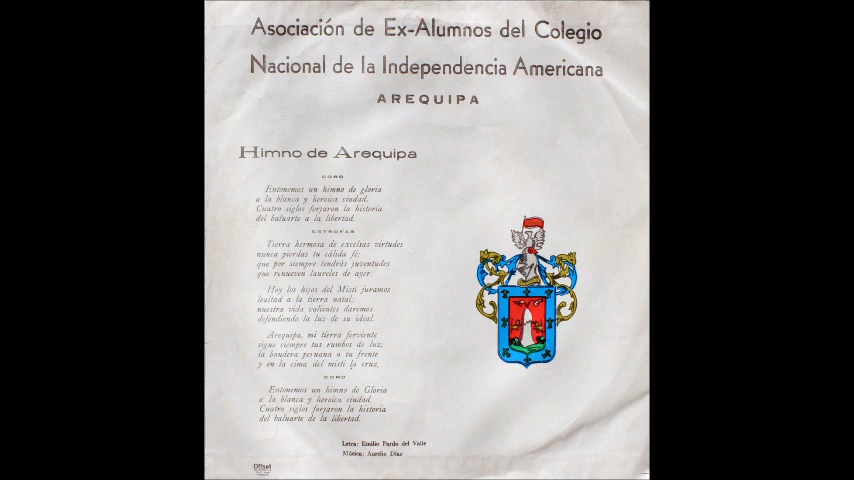 Asociación de Ex-Alumnos del Colegio
Nacional de la Independencia Americana
AREQUIPA
Himno de Arequipa
CORO
Entonemos un himno de gloria
a la blanca y heroica ciudad.
Cuatro siglos forjaron la historia
del baluarte a la libertad.
ESTROFAS
Tierra hermosa de excelsas virtudes
nunca pierdas tu cálida fé;
que por siempre tendrás juventudes
que renueven laureles de ayer.
Hoy los hijos del Misti juramos
lealtad a la tierra natal;
nuestra vida valientes daremos
defendiendo la luz de su ideal.
Arequipa, mi tierra ferviente
sigue siempre tus rumbos de luz;
la bandera peruana a tu frente
y en la cima del misti la cruz.
CORO
Entonemos un himno de Gloria
a la blanca y heroica ciudad.
Cuatro siglos forjaron la historia
del baluarte de la libertad.
Letra: Emilio Pardo del Valle
Música: Aurelio Díaz
Offset